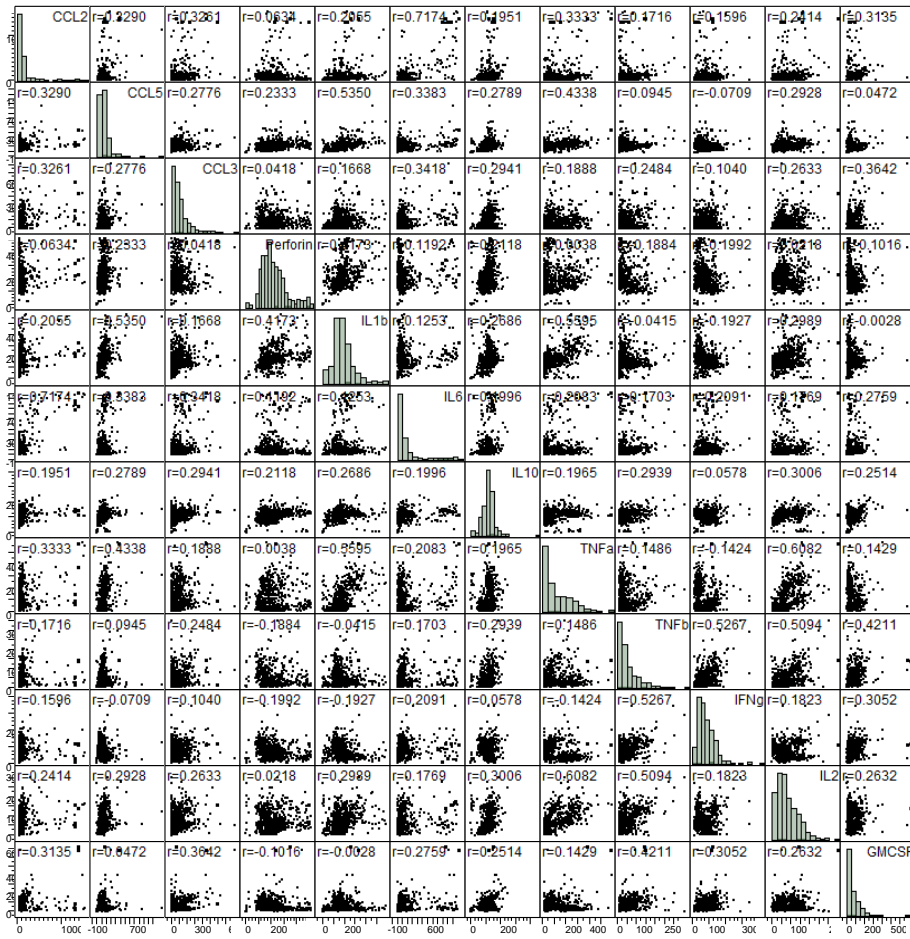 CCL2 r=0.3290 r=0.3261 r=0.0634 r=0.2055 r=0.7174 r=0.1951 r=0.3333 r=0.1716 r=0.1596 r=0.2414 r=0.3135
r=0.3290 CCL5 r=0.2776 r=0.2333 r=0.5350 r=0.3383 r=0.2789 r=0.4338 r=0.0945 r=-0.0709 r=0.2928 r=0.0472
r=0.3261 r=0.2776 CCL3 r=0.0418 r=0.1668 r=0.3418 r=0.2941 r=0.1888 r=0.2484 r=0.1040 r=0.2633 r=0.3642
r=-0.0634 r=0.2333 r=0.0418 Perforin r=0.4173 r=0.1192 r=0.2118 r=0.0038 r=-0.1884 r=-0.1992 r=0.0218 r=-0.1016
r=0.2055 r=0.5350 r=0.1668 r=0.4173 IL1b r=0.1253 r=0.2686 r=0.5595 r=-0.0415 r=-0.1927 r=0.2989 r=-0.0028
r=0.7174 r=0.3383 r=0.3418 r=0.1192 r=0.1253 IL6 r=0.1996 r=0.2083 r=0.1703 r=0.2091 r=0.1769 r=0.2759
r=0.1951 r=0.2789 r=0.2941 r=0.2118 r=0.2686 r=0.1996 IL10 r=0.1965 r=0.2939 r=0.0578 r=0.3006 r=0.2514
r=0.3333 r=0.4338 r=0.1888 r=0.0038 r=0.5595 r=0.2083 r=0.1965 TNFa r=0.1486 r=-0.1424 r=0.6082 r=0.1429
r=0.1716 r=0.0945 r=0.2484 r=-0.1884 r=-0.0415 r=0.1703 r=0.2939 r=0.1486 TNFb r=0.5267 r=0.5094 r=0.4211
r=0.1596 r=-0.0709 r=0.1040 r=-0.1992 r=-0.1927 r=0.2091 r=0.0578 r=-0.1424 r=0.5267 IFNg r=0.1823 r=0.3052
r=0.2414 r=0.2928 r=0.2633 r=0.0218 r=0.2989 r=0.1769 r=0.3006 r=0.6082 r=0.5094 r=0.1823 IL2 r=0.2632
r=0.3135 r=0.0472 r=0.3642 r=-0.1016 r=-0.0028 r=0.2759 r=0.2514 r=0.1429 r=0.4211 r=0.3052 r=0.2632 GMCSF
0 700 0 300 0 200 0 200 -100 600 0 200 0 200 400 0 250 0 100 0 100 0 200 500